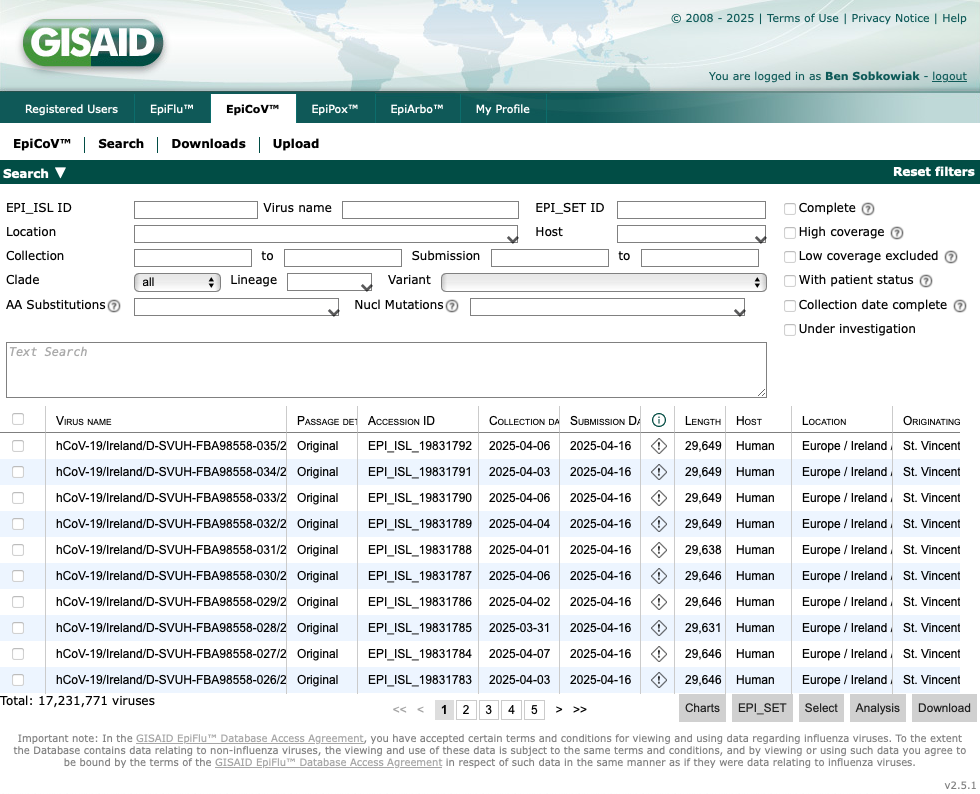 © 2008 - 2025 | Terms of Use | Privacy Notice | Help
GISAID
You are logged in as Ben Sobkowiak - logout
Registered Users EpiFlu™ EpiCoV™ EpiPox™ EpiArbo™ My Profile
EpiCoV™ Search Downloads Upload
Search ▼ Reset filters
EPI_ISL ID Virus name EPI_SET ID Complete ?
Location Host High coverage ?
Collection to Submission to Low coverage excluded ?
Clade all Lineage Variant With patient status ?
AA Substitutions ? Nucl Mutations ? Collection date complete ?
Under investigation
Text Search
Virus name Passage det Accession ID Collection da Submission Da i Length Host Location Originating
hCoV-19/Ireland/D-SVUH-FBA98558-035/2 Original EPI_ISL_19831792 2025-04-06 2025-04-16 ! 29,649 Human Europe / Ireland / St. Vincent
hCoV-19/Ireland/D-SVUH-FBA98558-034/2 Original EPI_ISL_19831791 2025-04-03 2025-04-16 ! 29,649 Human Europe / Ireland / St. Vincent
hCoV-19/Ireland/D-SVUH-FBA98558-033/2 Original EPI_ISL_19831790 2025-04-06 2025-04-16 ! 29,649 Human Europe / Ireland / St. Vincent
hCoV-19/Ireland/D-SVUH-FBA98558-032/2 Original EPI_ISL_19831789 2025-04-04 2025-04-16 ! 29,649 Human Europe / Ireland / St. Vincent
hCoV-19/Ireland/D-SVUH-FBA98558-031/2 Original EPI_ISL_19831788 2025-04-01 2025-04-16 ! 29,638 Human Europe / Ireland / St. Vincent
hCoV-19/Ireland/D-SVUH-FBA98558-030/2 Original EPI_ISL_19831787 2025-04-06 2025-04-16 ! 29,646 Human Europe / Ireland / St. Vincent
hCoV-19/Ireland/D-SVUH-FBA98558-029/2 Original EPI_ISL_19831786 2025-04-02 2025-04-16 ! 29,646 Human Europe / Ireland / St. Vincent
hCoV-19/Ireland/D-SVUH-FBA98558-028/2 Original EPI_ISL_19831785 2025-03-31 2025-04-16 ! 29,631 Human Europe / Ireland / St. Vincent
hCoV-19/Ireland/D-SVUH-FBA98558-027/2 Original EPI_ISL_19831784 2025-04-07 2025-04-16 ! 29,646 Human Europe / Ireland / St. Vincent
hCoV-19/Ireland/D-SVUH-FBA98558-026/2 Original EPI_ISL_19831783 2025-04-03 2025-04-16 ! 29,646 Human Europe / Ireland / St. Vincent
Total: 17,231,771 viruses << < 1 2 3 4 5 > >> Charts EPI_SET Select Analysis Download
Important note: In the GISAID EpiFlu™ Database Access Agreement, you have accepted certain terms and conditions for viewing and using data regarding influenza viruses. To the extent
the Database contains data relating to non-influenza viruses, the viewing and use of these data is subject to the same terms and conditions, and by viewing or using such data you agree to
be bound by the terms of the GISAID EpiFlu™ Database Access Agreement in respect of such data in the same manner as if they were data relating to influenza viruses.
v2.5.1